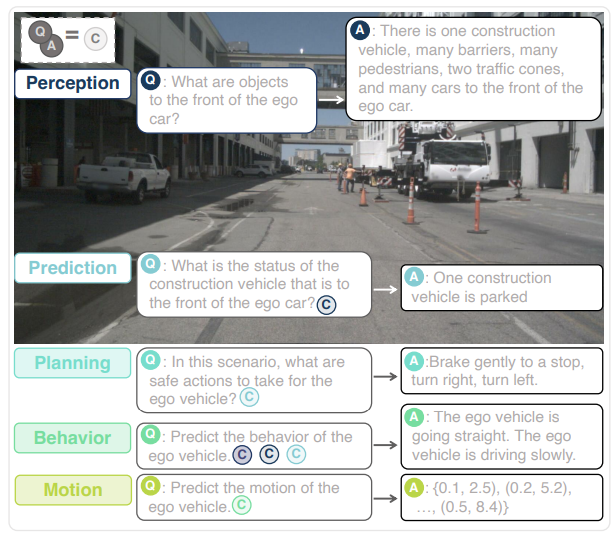 Q
A = C
Perception
Q : What are objects
to the front of the ego
car?
A : There is one construction
vehicle, many barriers, many
pedestrians, two traffic cones,
and many cars to the front of the
ego car.
Prediction
Q : What is the status of the
construction vehicle that is to
the front of the ego car? C
A : One construction
vehicle is parked
Planning
Q : In this scenario, what are
safe actions to take for the
ego vehicle? C
A :Brake gently to a stop,
turn right, turn left.
Behavior
Q : Predict the behavior of the
ego vehicle. C C C
A : The ego vehicle is
going straight. The ego
vehicle is driving slowly.
Motion
Q : Predict the motion of the
ego vehicle. C
A : {0.1, 2.5), (0.2, 5.2),
…, (0.5, 8.4)}